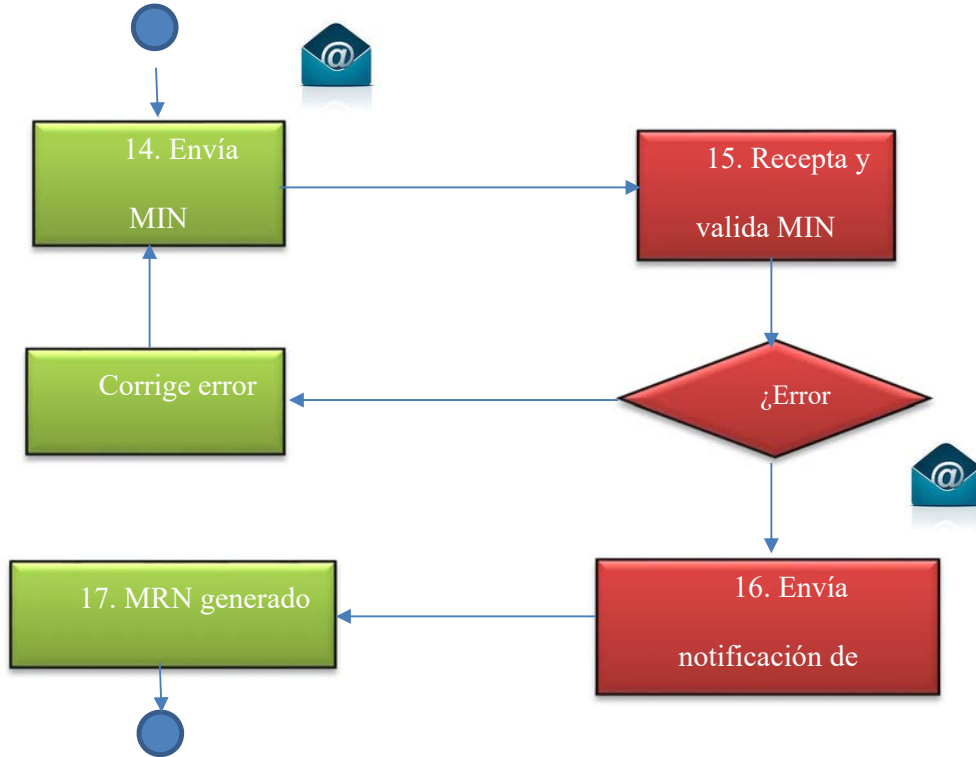 14. Envía
MIN
15. Recepta y
valida MIN
Corrige error
¿Error
17. MRN generado
16. Envía
notificación de